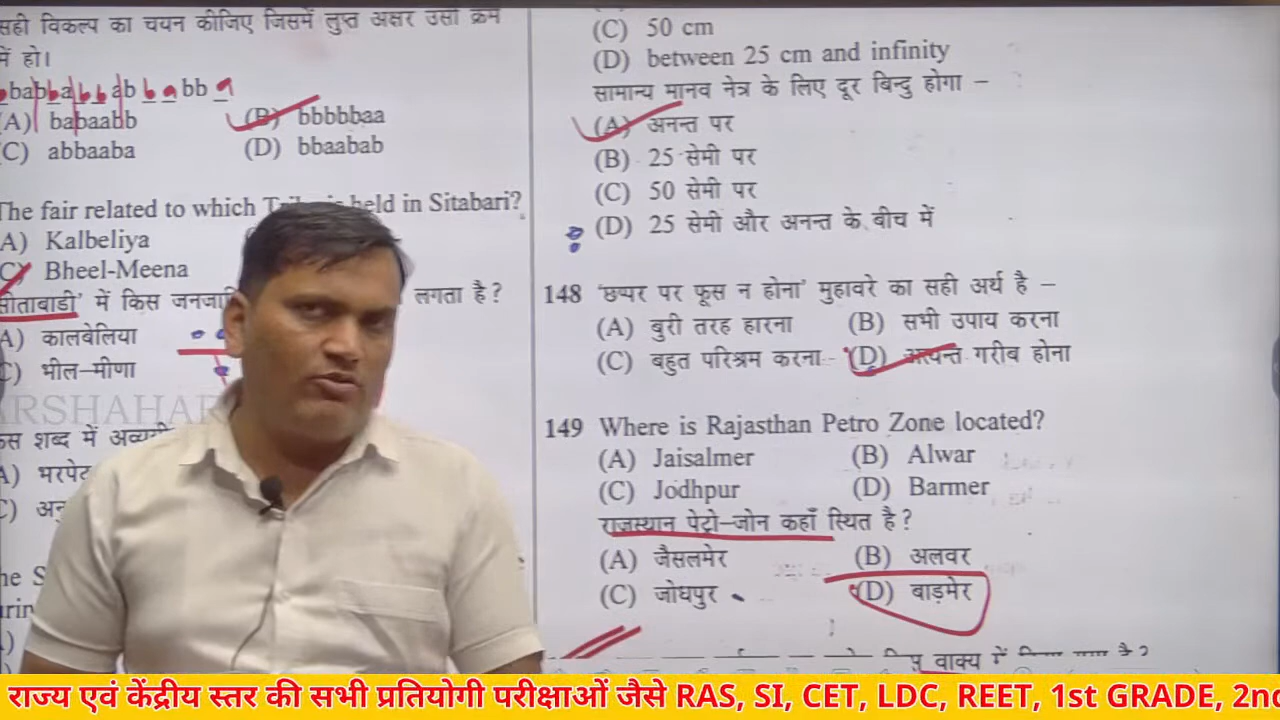 सही विकल्प का चयन कीजिए जिसमें लुप्त अक्षर उसी क्रम
में हो।
babbabbabbabba
(A) babaabb
(B) bbbbbaa
(C) abbaaba
(D) bbaabab
The fair related to which held in Sitabari?
A) Kalbeliya
C) Bheel-Meena
सीताबाडी' में किस लगता है?
A) कालबेलिया
C) भील–मीणा
ARSHAHAR
शब्द में
A) भरपेट
(C) 50 cm
(D) between 25 cm and infinity
सामान्य मानव नेत्र के लिए दूर बिन्दु होगा –
(A) अनन्त पर
(B) 25 सेमी पर
(C) 50 सेमी पर
(D) 25 सेमी और अनन्त के बीच में
148 'छप्पर पर फूस न होना' मुहावरे का सही अर्थ है –
(A) बुरी तरह हारना (B) सभी उपाय करना
(C) बहुत परिश्रम करना (D) अत्यन्त गरीब होना
149 Where is Rajasthan Petro Zone located?
(A) Jaisalmer (B) Alwar
(C) Jodhpur (D) Barmer
राजस्थान पेट्रो–जोन कहाँ स्थित है?
(A) जैसलमेर (B) अलवर
(C) जोधपुर (D) बाड़मेर
वाक्य में
राज्य एवं केंद्रीय स्तर की सभी प्रतियोगी परीक्षाओं जैसे RAS, SI, CET, LDC, REET, 1st GRADE, 2nd